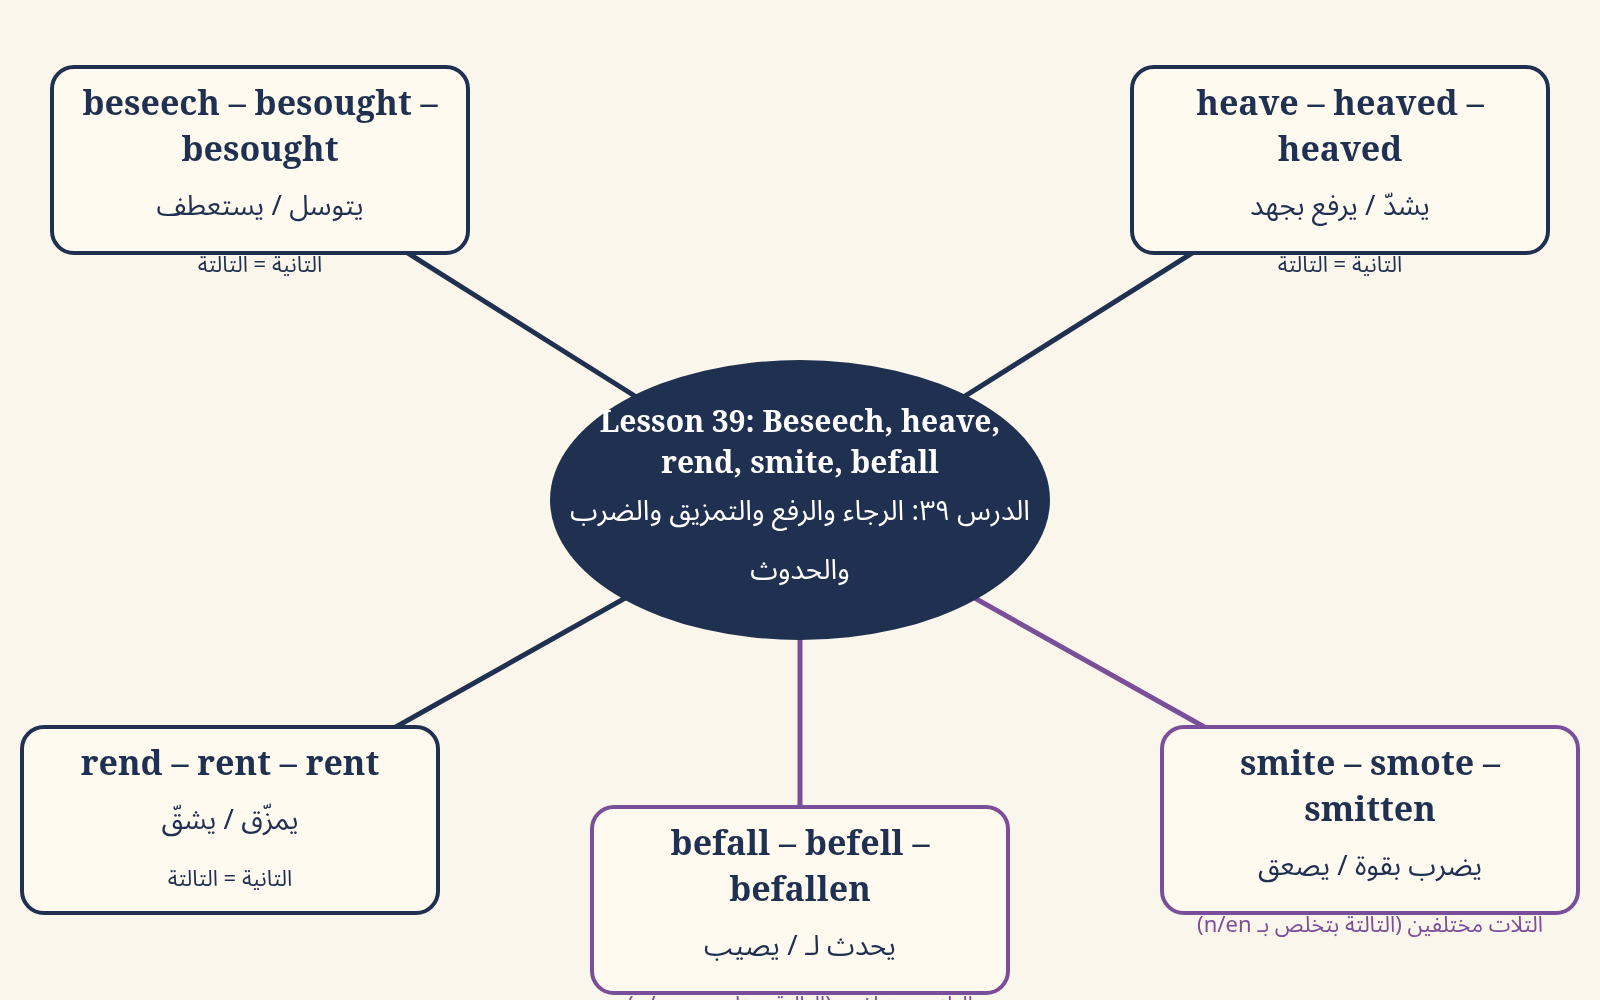 beseech – besought –
besought
يتوسل / يستعطف
التانية = التالتة
heave – heaved –
heaved
يشدّ / يرفع بجهد
التانية = التالتة
Lesson 39: Beseech, heave,
rend, smite, befall
الدرس ٣٩: الرجاء والرفع والتمزيق والضرب
والحدوث
rend – rent – rent
يمزّق / يشقّ
التانية = التالتة
befall – befell –
befallen
يحدث لـ / يصيب
smite – smote –
smitten
يضرب بقوة / يصعق
التلات مختلفين (التالتة بتخلص بـ n/en)